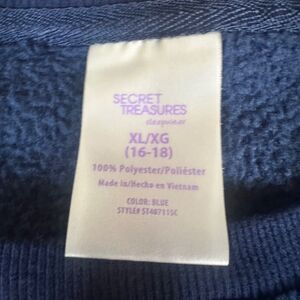 SECRET
TREASURES
sleepwear
XL/XG
(16-18)
100% Polyester/Poliéster
Made in/Hecho en Vietnam
COLOR: BLUE
STYLE# ST487115C